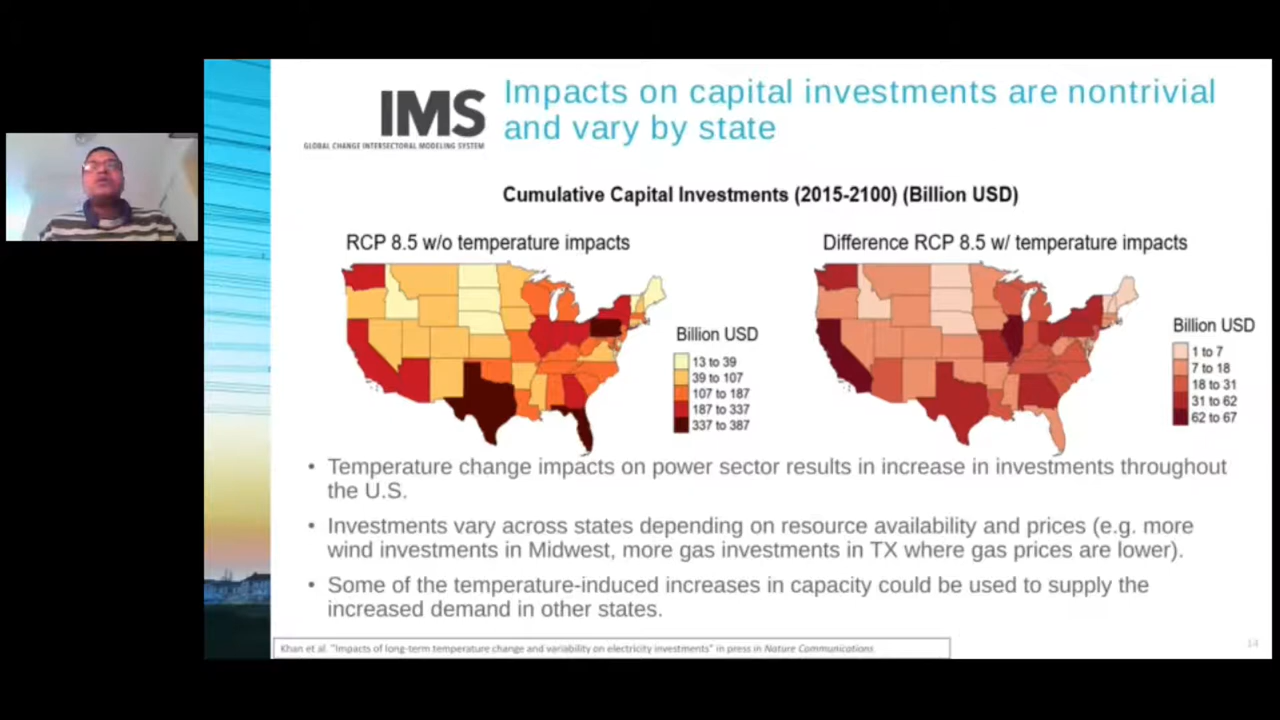 IMS
GLOBAL CHANGE INTERSECTORAL MODELING SYSTEM
Impacts on capital investments are nontrivial
and vary by state
Cumulative Capital Investments (2015-2100) (Billion USD)
RCP 8.5 w/o temperature impacts
Billion USD
13 to 39
39 to 107
107 to 187
187 to 337
337 to 387
Difference RCP 8.5 w/ temperature impacts
Billion USD
1 to 7
7 to 18
18 to 31
31 to 62
62 to 67
• Temperature change impacts on power sector results in increase in investments throughout
the U.S.
• Investments vary across states depending on resource availability and prices (e.g. more
wind investments in Midwest, more gas investments in TX where gas prices are lower).
• Some of the temperature-induced increases in capacity could be used to supply the
increased demand in other states.
Khan et al. "Impacts of long-term temperature change and variability on electricity investments" in press in Nature Communications.
14